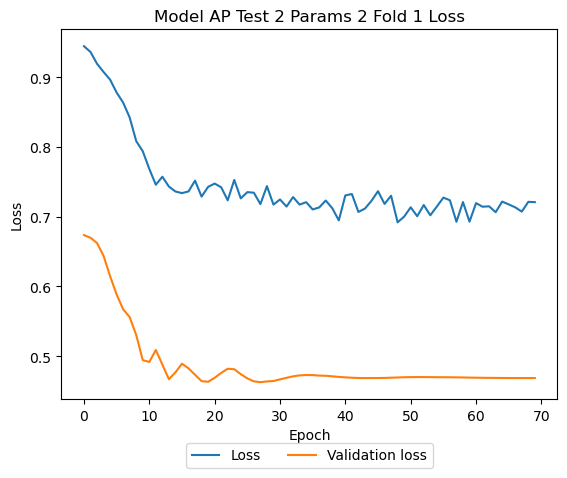 Model AP Test 2 Params 2 Fold 1 Loss
0.9
0.8
0.7
0.6
0.5
Loss
0 10 20 30 40 50 60 70
Epoch
Loss Validation loss